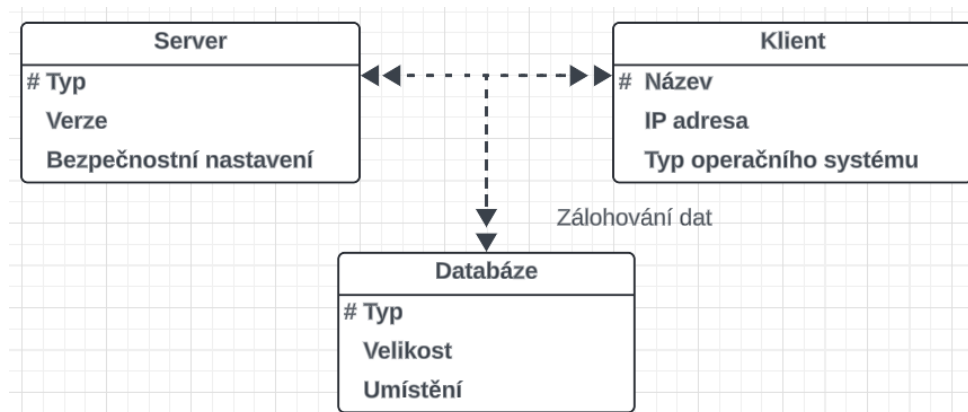 Server
# Typ
Verze
Bezpečnostní nastavení
Klient
# Název
IP adresa
Typ operačního systému
Zálohování dat
Databáze
# Typ
Velikost
Umístění